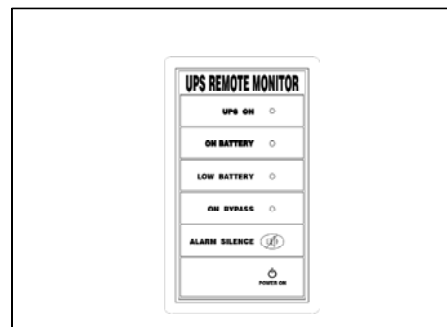 UPS REMOTE MONITOR
UPS ON
ON BATTERY
LOW BATTERY
ON BYPASS
ALARM SILENCE
POWER ON